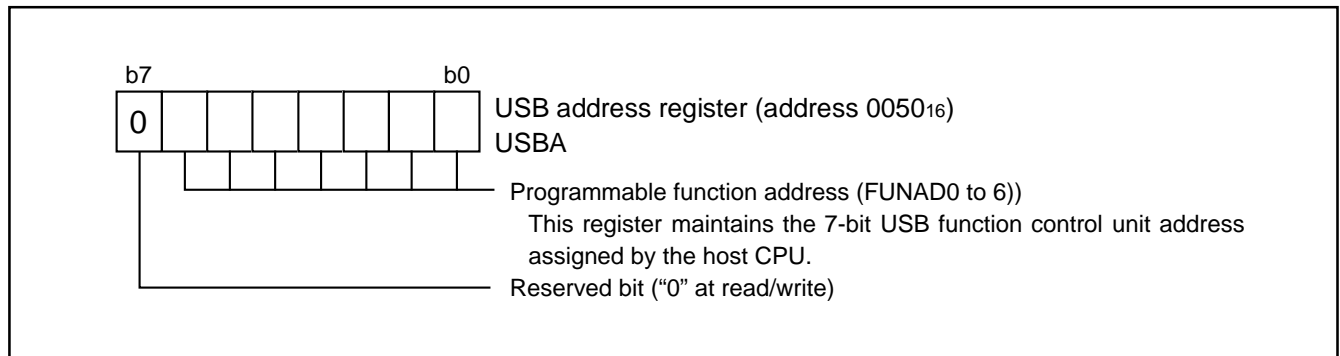 b7 b0
0
USB address register (address 005016)
USBA
Programmable function address (FUNAD0 to 6))
This register maintains the 7-bit USB function control unit address
assigned by the host CPU.
Reserved bit (“0” at read/write)